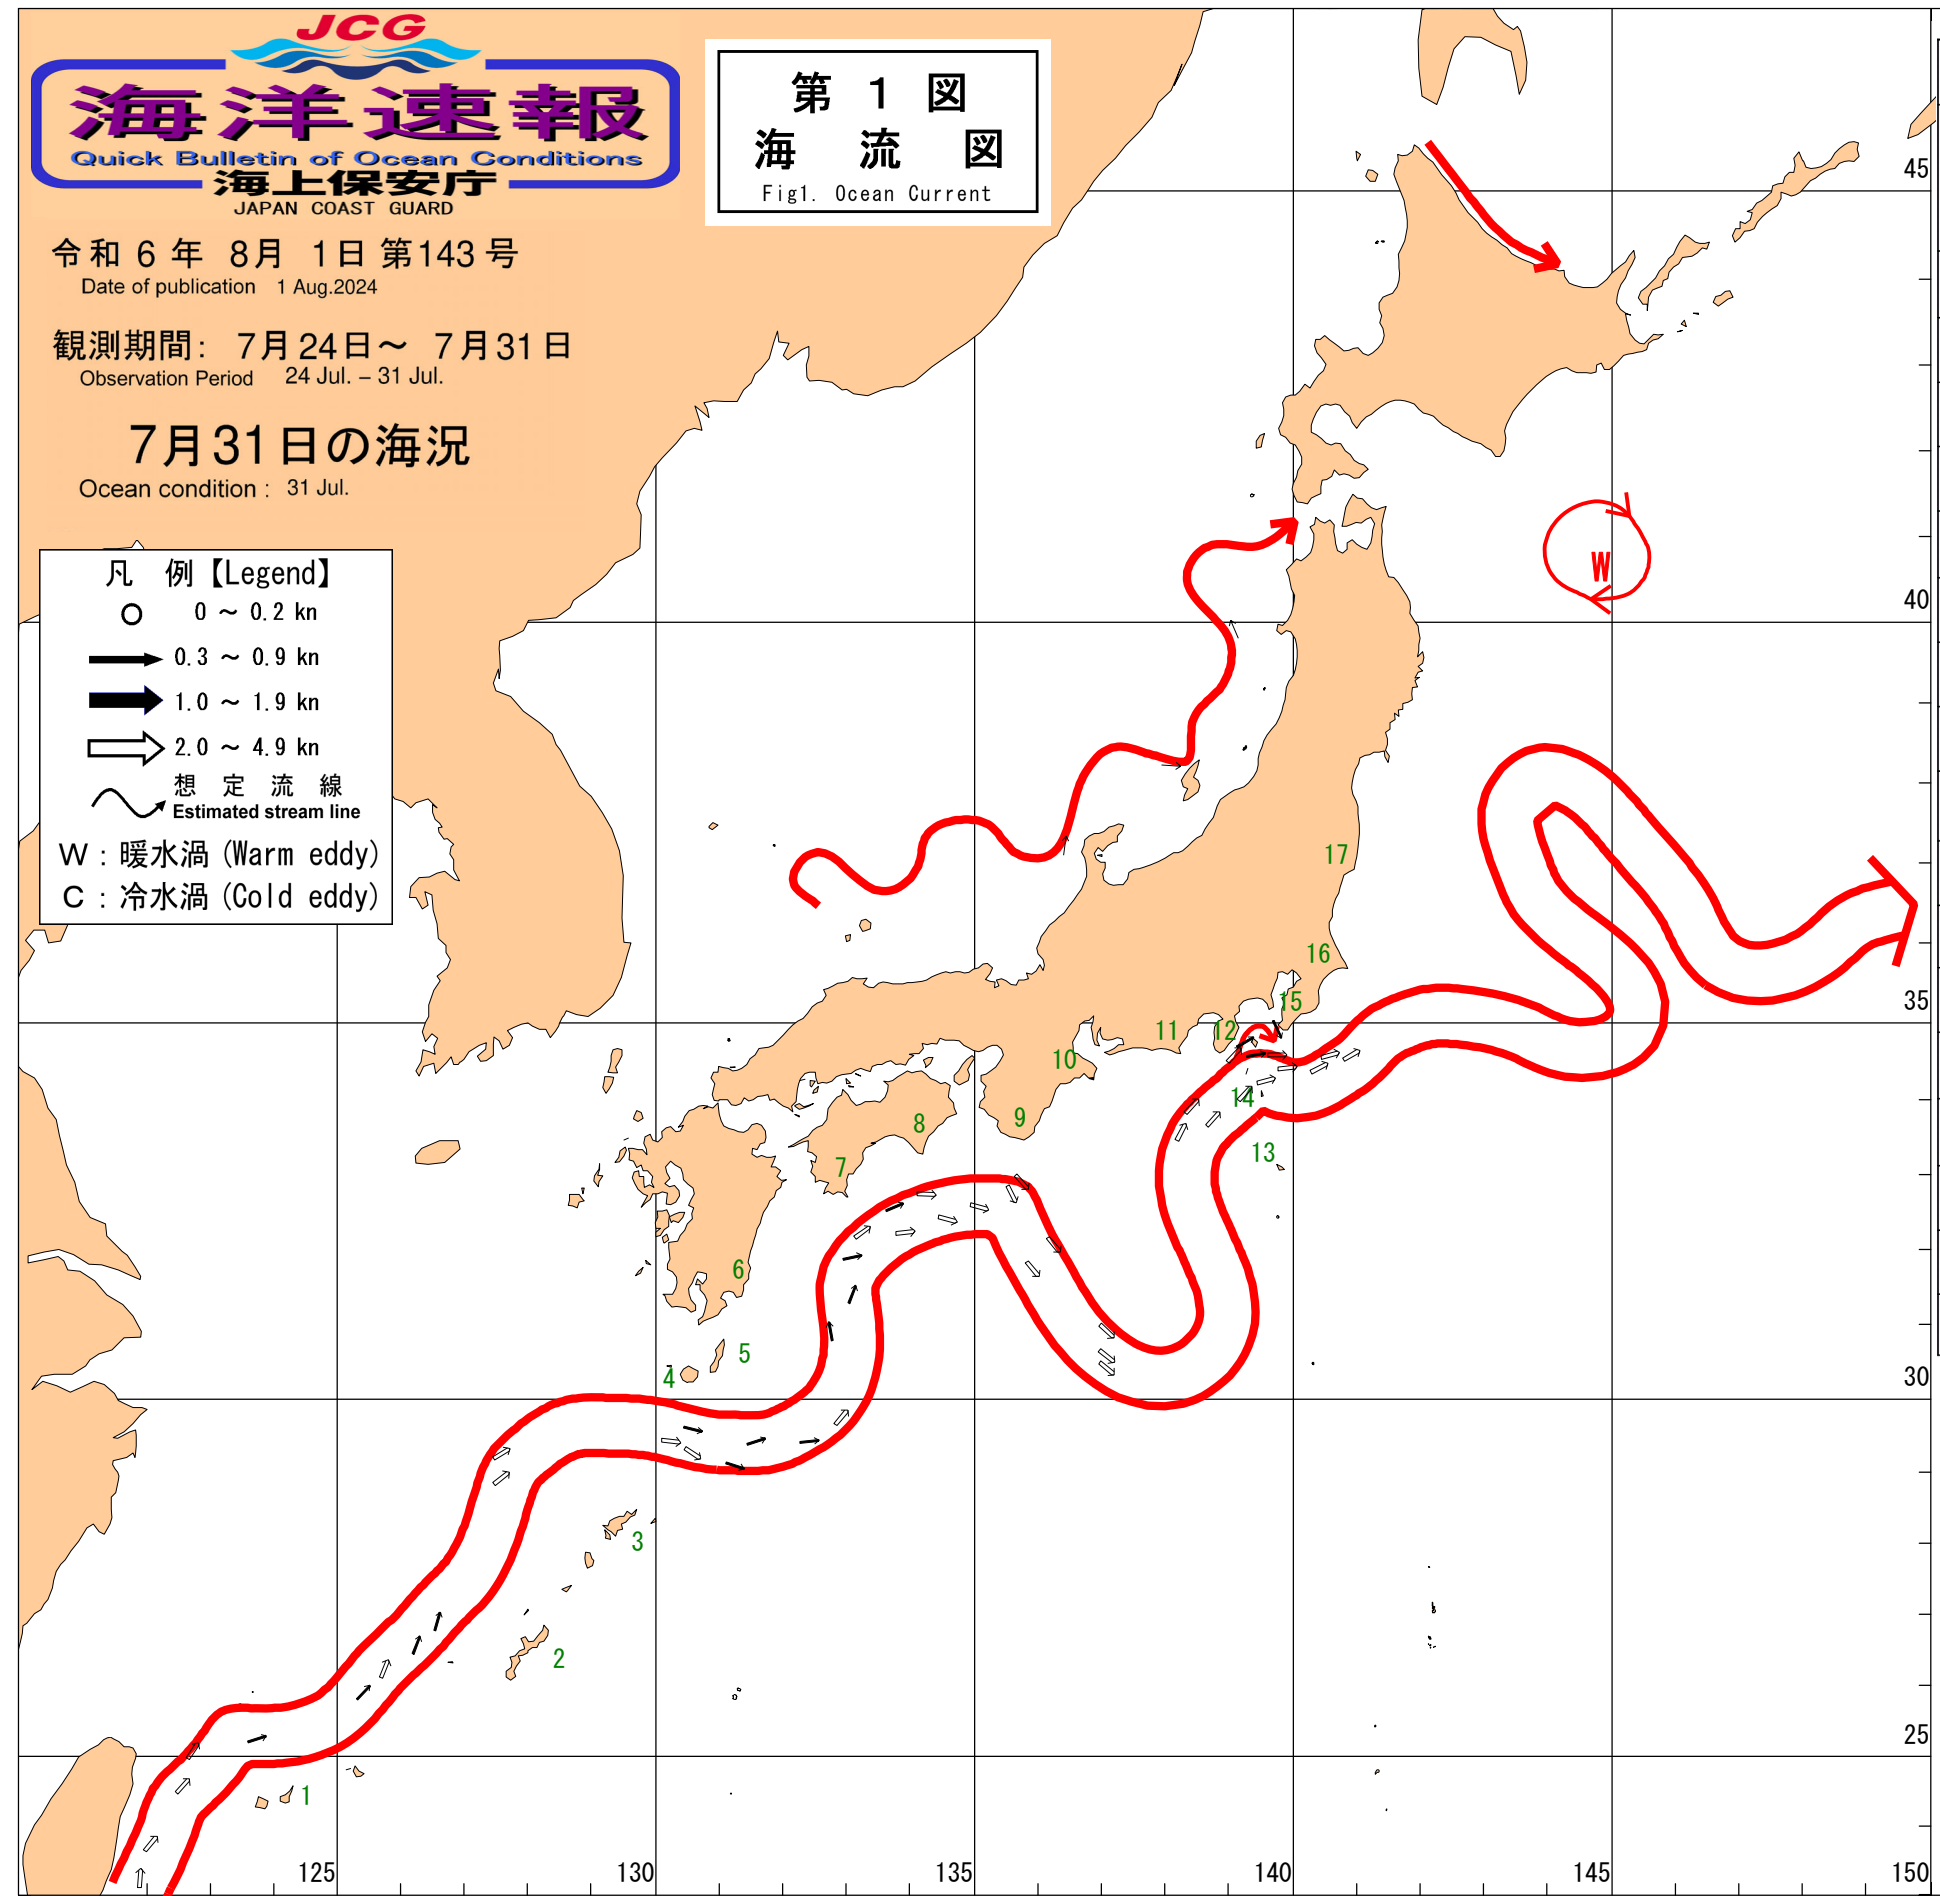 JCG
海洋速報
Quick Bulletin of Ocean Conditions
海上保安庁
JAPAN COAST GUARD
第 1 図
海 流 図
Fig1. Ocean Current
令和 6 年 8月 1日 第143 号
Date of publication 1 Aug.2024
観測期間: 7月24日～ 7月31日
Observation Period 24 Jul. – 31 Jul.
7月31日の海況
Ocean condition : 31 Jul.
凡 例【Legend】
0 ～ 0.2 kn
0.3 ～ 0.9 kn
1.0 ～ 1.9 kn
2.0 ～ 4.9 kn
想 定 流 線
Estimated stream line
W : 暖水渦 (Warm eddy)
C : 冷水渦 (Cold eddy)
45
W
40
17
16
35
15
12
11
10
14
9
8
13
7
6
5
4
30
3
2
25
1
125
130
135
140
145
150